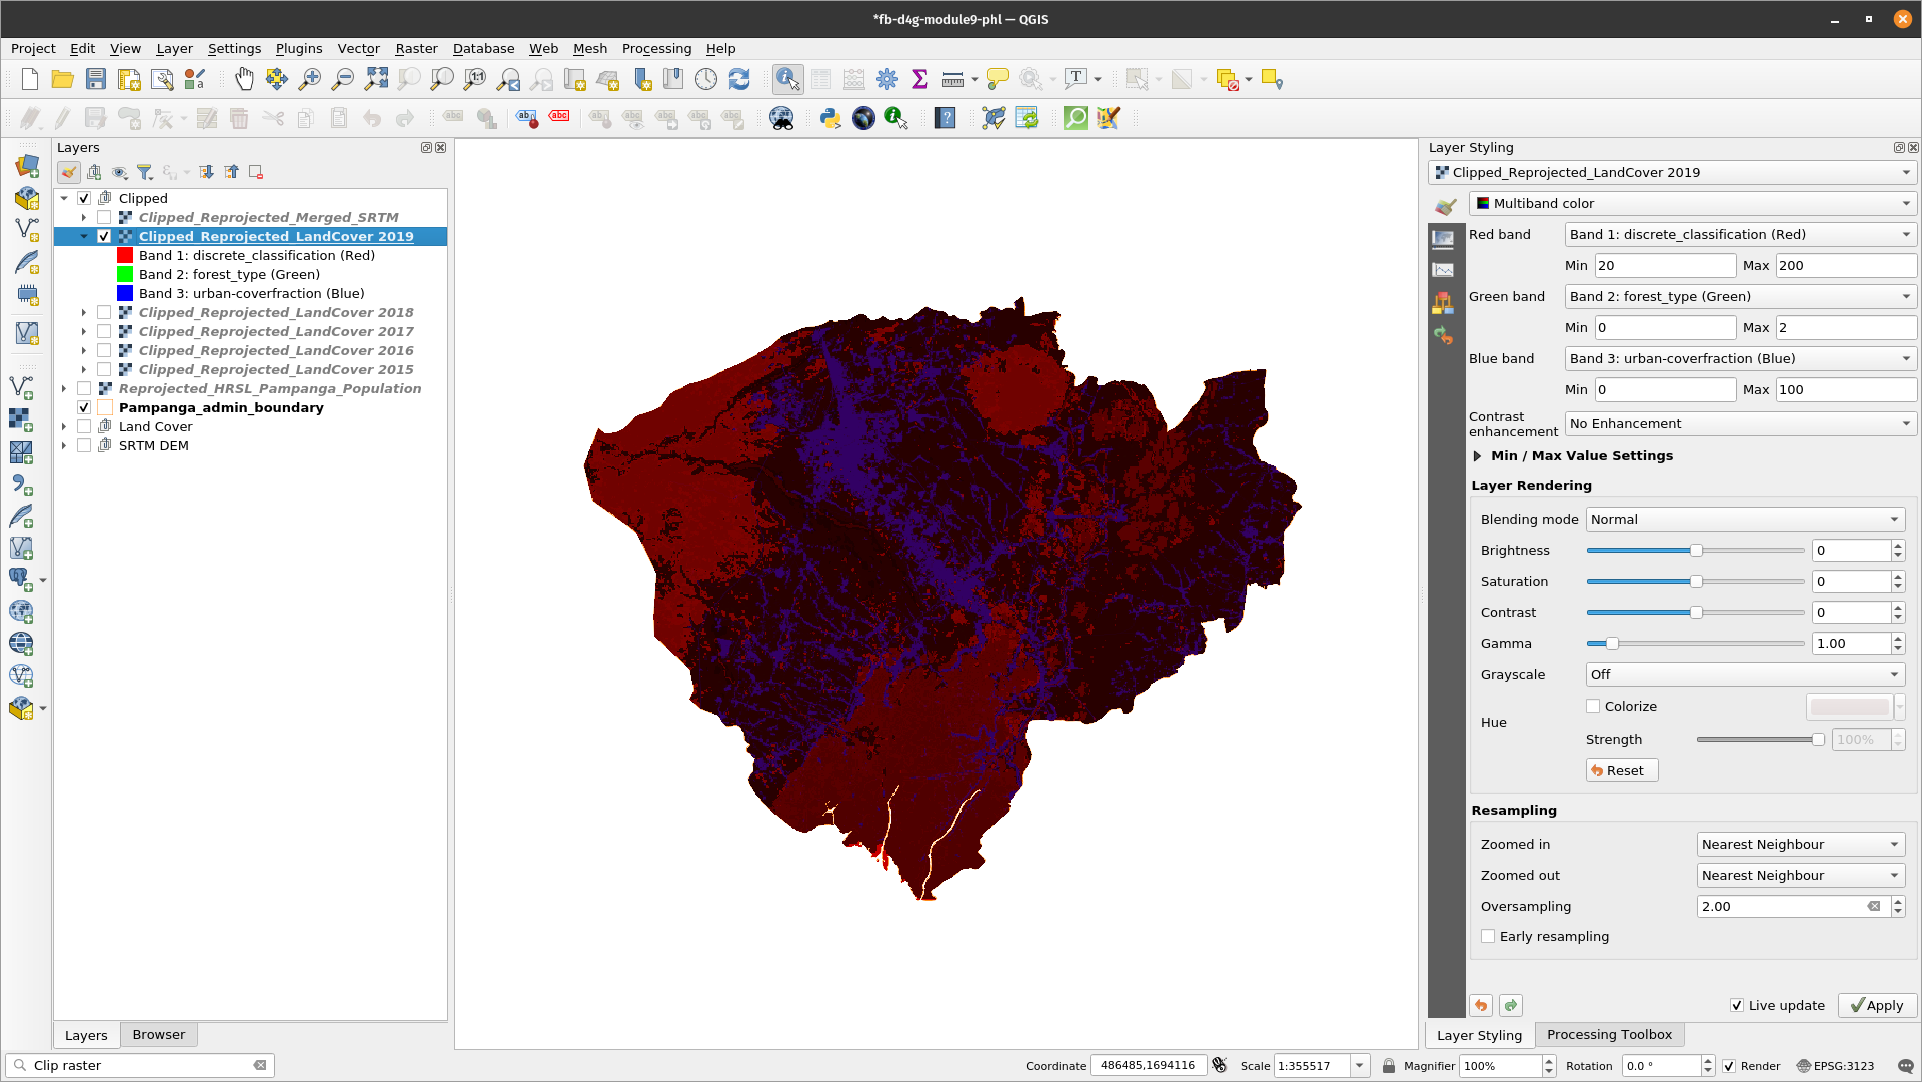 *fb-d4g-module9-phl — QGIS
Project Edit View Layer Settings Plugins Vector Raster Database Web Mesh Processing Help
Layers
Clipped
Clipped_Reprojected_Merged_SRTM
Clipped_Reprojected_LandCover 2019
Band 1: discrete_classification (Red)
Band 2: forest_type (Green)
Band 3: urban-coverfraction (Blue)
Clipped_Reprojected_LandCover 2018
Clipped_Reprojected_LandCover 2017
Clipped_Reprojected_LandCover 2016
Clipped_Reprojected_LandCover 2015
Reprojected_HRSL_Pampanga_Population
Pampanga_admin_boundary
Land Cover
SRTM DEM
Layers Browser
Clip raster
Layer Styling
Clipped_Reprojected_LandCover 2019
Multiband color
Red band Band 1: discrete_classification (Red)
Min 20 Max 200
Green band Band 2: forest_type (Green)
Min 0 Max 2
Blue band Band 3: urban-coverfraction (Blue)
Min 0 Max 100
Contrast
enhancement No Enhancement
Min / Max Value Settings
Layer Rendering
Blending mode Normal
Brightness 0
Saturation 0
Contrast 0
Gamma 1.00
Grayscale Off
Hue
Colorize
Strength 100%
Reset
Resampling
Zoomed in Nearest Neighbour
Zoomed out Nearest Neighbour
Oversampling 2.00
Early resampling
Live update Apply
Layer Styling Processing Toolbox
Coordinate 486485,1694116 Scale 1:355517 Magnifier 100% Rotation 0.0 ° Render EPSG:3123